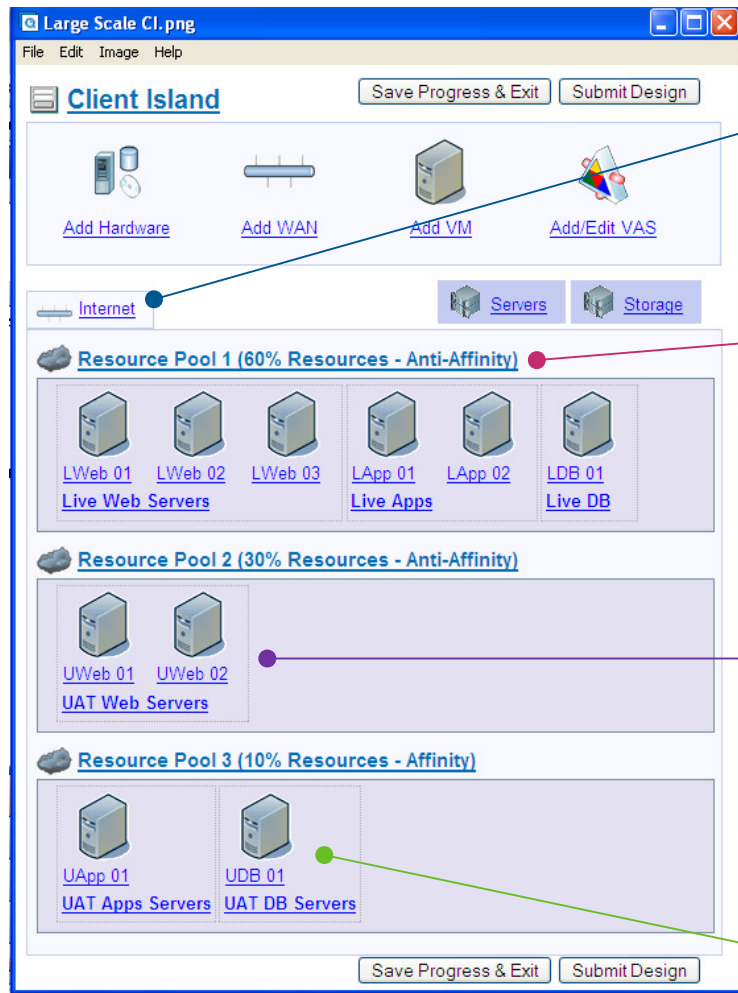 Large Scale CI.png
File Edit Image Help
Client Island
Save Progress & Exit
Submit Design
Add Hardware
Add WAN
Add VM
Add/Edit VAS
Internet
Servers
Storage
Resource Pool 1 (60% Resources - Anti-Affinity)
LWeb 01
LWeb 02
LWeb 03
LApp 01
LApp 02
LDB 01
Live Web Servers
Live Apps
Live DB
Resource Pool 2 (30% Resources - Anti-Affinity)
UWeb 01
UWeb 02
UAT Web Servers
Resource Pool 3 (10% Resources - Affinity)
UApp 01
UDB 01
UAT Apps Servers
UAT DB Servers
Save Progress & Exit
Submit Design